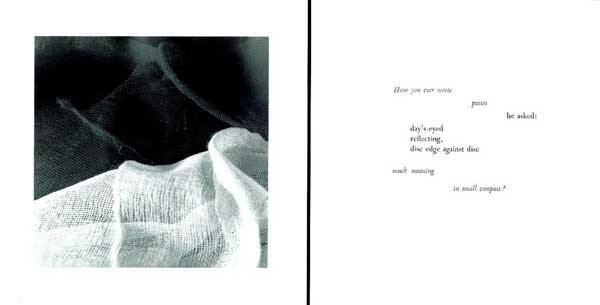 Have you ever wrote
posies
he asked:
day's-eyed
reflecting,
disc edge against disc
much meaning
in small compass?